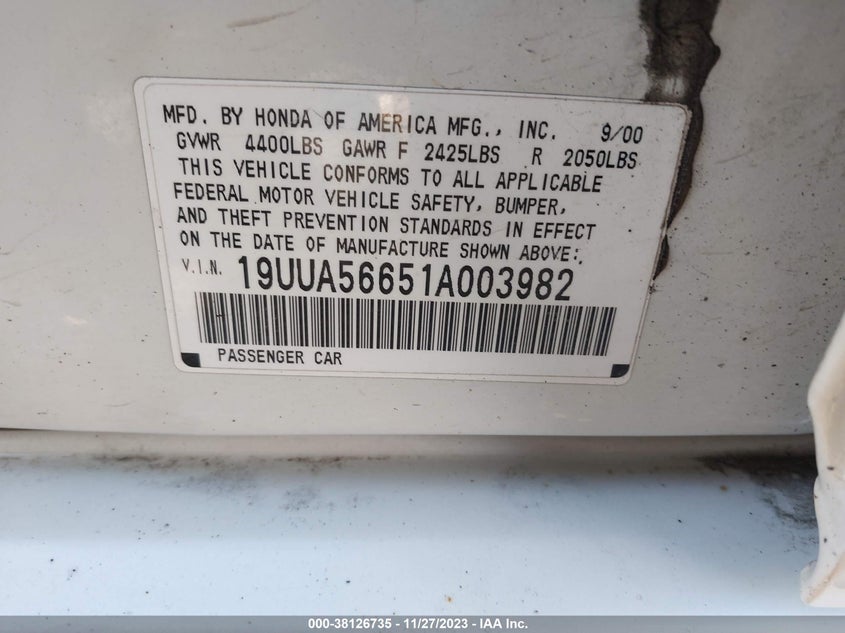 MFD. BY HONDA OF AMERICA MFG., INC. 9/00
GVWR 4400LBS GAWR F 2425LBS R 2050LBS
THIS VEHICLE CONFORMS TO ALL APPLICABLE
FEDERAL MOTOR VEHICLE SAFETY, BUMPER,
AND THEFT PREVENTION STANDARDS IN EFFECT
ON THE DATE OF MANUFACTURE SHOWN ABOVE:
V.I.N. 19UUA56651A003982
PASSENGER CAR
000-38126735 - 11/27/2023 - IAA Inc.